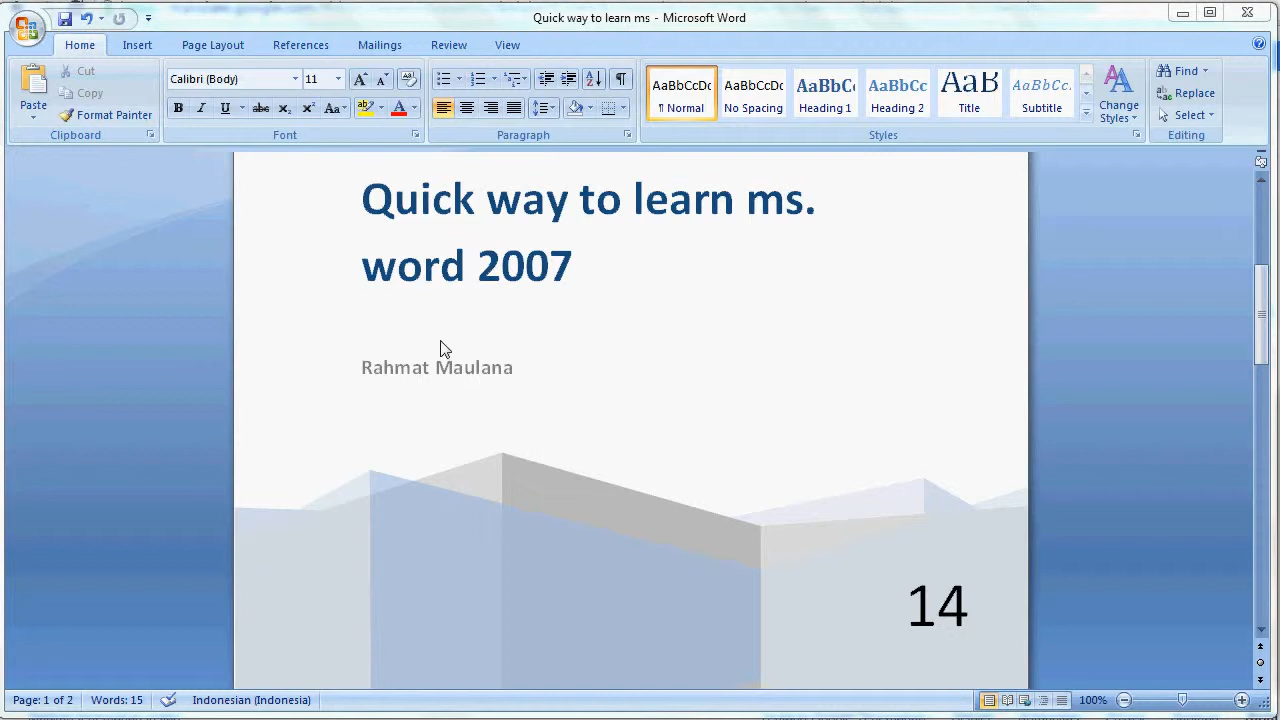 Quick way to learn ms - Microsoft Word
Home Insert Page Layout References Mailings Review View
Paste
Cut
Copy
Format Painter
Clipboard
Calibri (Body) 11
Font
Paragraph
AaBbCcDc AaBbCcDc AaBbC AaBbCc AaB AaBbCc.
¶ Normal No Spacing Heading 1 Heading 2 Title Subtitle
Change
Styles
Styles
Find
Replace
Select
Editing
Quick way to learn ms.
word 2007
Rahmat Maulana
14
Page: 1 of 2 Words: 15 Indonesian (Indonesia) 100%